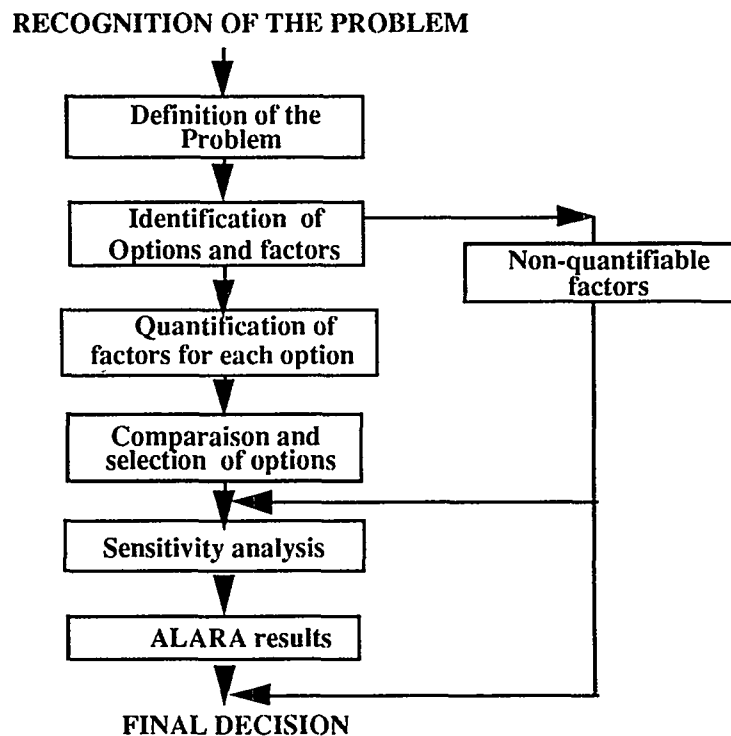 RECOGNITION OF THE PROBLEM
Definition of the
Problem
Identification of
Options and factors
Non-quantifiable
factors
Quantification of
factors for each option
Comparaison and
selection of options
Sensitivity analysis
ALARA results
FINAL DECISION